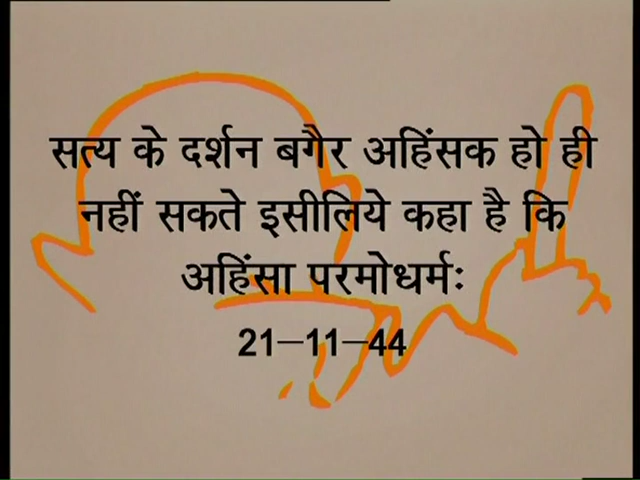 सत्य के दर्शन बगैर अहिंसक हो ही
नहीं सकते इसीलिये कहा है कि
अहिंसा परमोधर्मः
21-11-44